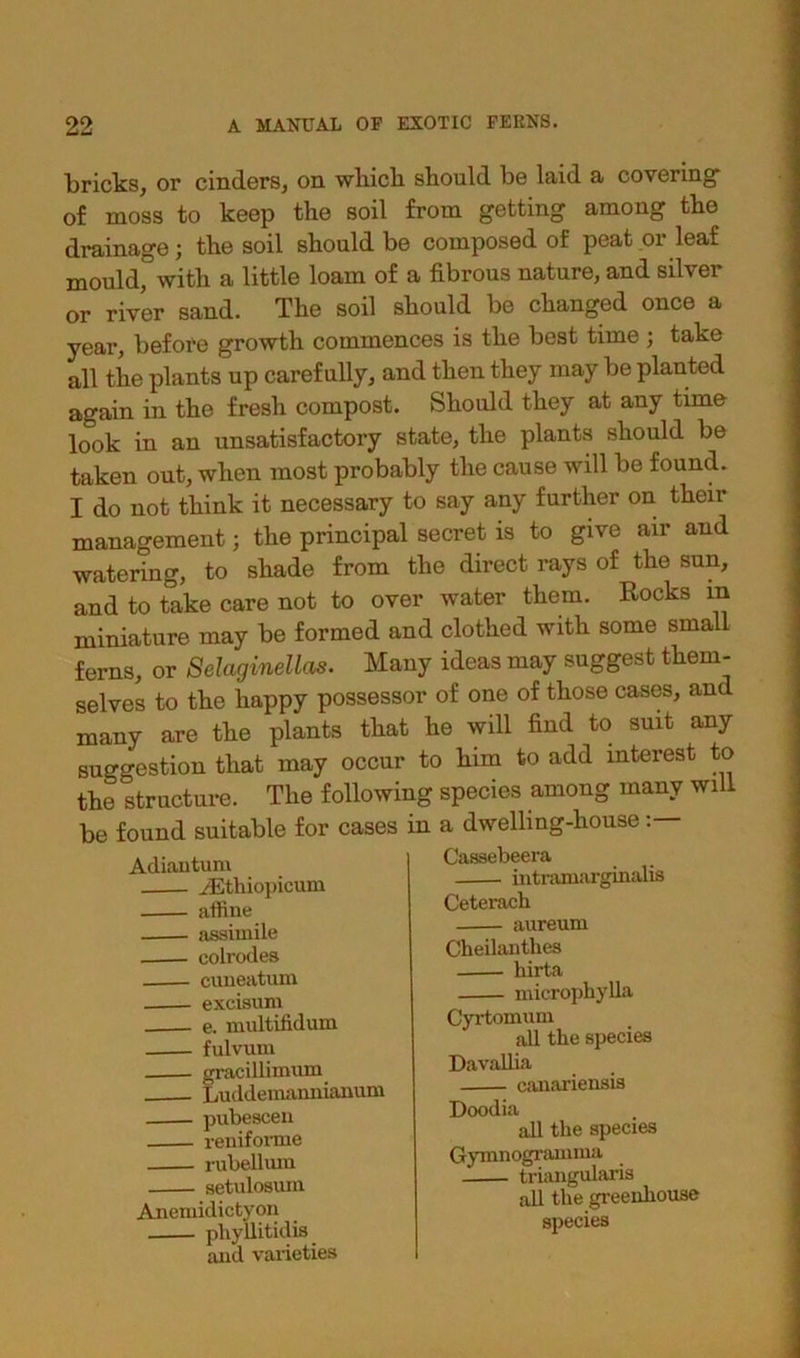 22 A MANUAL OF EXOTIC FERNS.
bricks, or cinders, on which should be laid a covering
of moss to keep the soil from getting among the
drainage; the soil should be composed of peat or leaf
mould, with a little loam of a fibrous nature, and silver
or river sand. The soil should be changed once a
year, before growth commences is the best time; take
all the plants up carefully, and then they may be planted
again in the fresh compost. Should they at any time
look in an unsatisfactory state, the plants should be
taken out, when most probably the cause will be found.
I do not think it necessary to say any further on their
management; the principal secret is to give air and
watering, to shade from the direct rays of the sun,
and to take care not to over water them. Rocks in
miniature may be formed and clothed with some small
ferns, or Selaginellas. Many ideas may suggest them-
selves to the happy possessor of one of those cases, and
many are the plants that he will find to suit any
suggestion that may occur to him to add interest to
the structure. The following species among many will
be found suitable for cases in a dwelling-house:—
Adiantum
—— Æthiopicum
—— affine
—— assimile
—— colrodes
—— cuneatum
—— excisum
—— e. multifidum
—— fulvum
—— gracillimum
—— Luddemannianum
—— pubescen
—— reniforme
—— rubellum
—— setulosum
Anemidictyon
—— phyllitidis
and varieties
Cassebeera
—— intramarginalis
Ceterach
—— aureum
Cheilanthes
—— hirta
—— microphylla
Cyrtomum
all the species
Davallia
—— canariensis
Doodia
all the species
Gymnogramma
—— triangularis
all the greenhouse
species